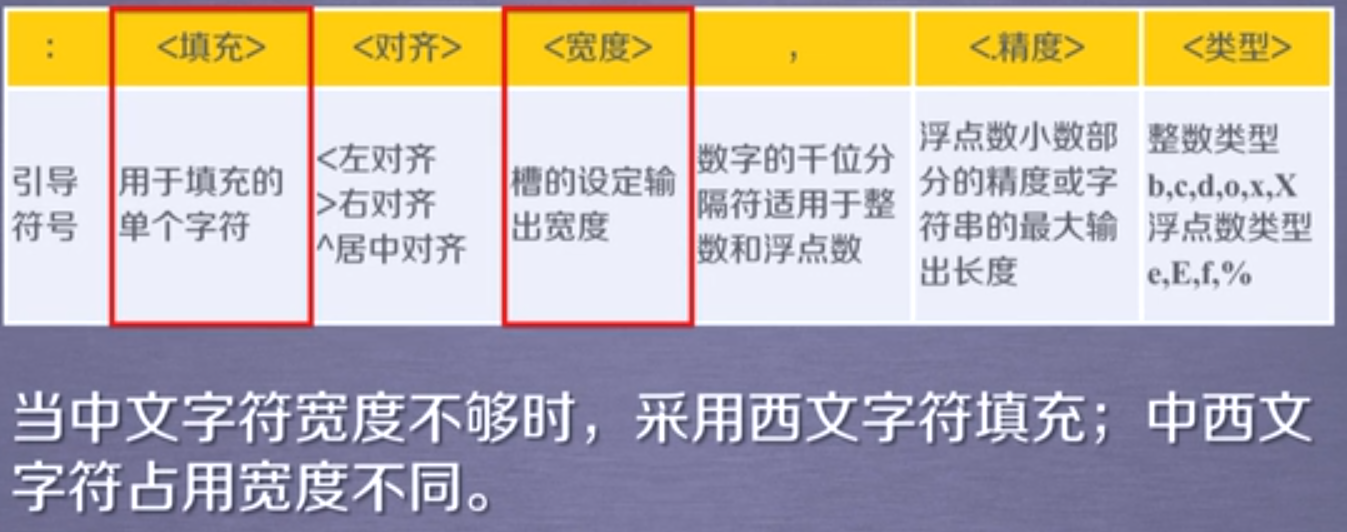 : <填充> <对齐> <宽度> , <.精度> <类型>
引导
符号
用于填充的
单个字符
<左对齐
>右对齐
^居中对齐
槽的设定输
出宽度
数字的千位分
隔符适用于整
数和浮点数
浮点数小数部
分的精度或字
符串的最大输
出长度
整数类型
b,c,d,o,x,X
浮点数类型
e,E,f,%
当中文字符宽度不够时，采用西文字符填充；中西文
字符占用宽度不同。